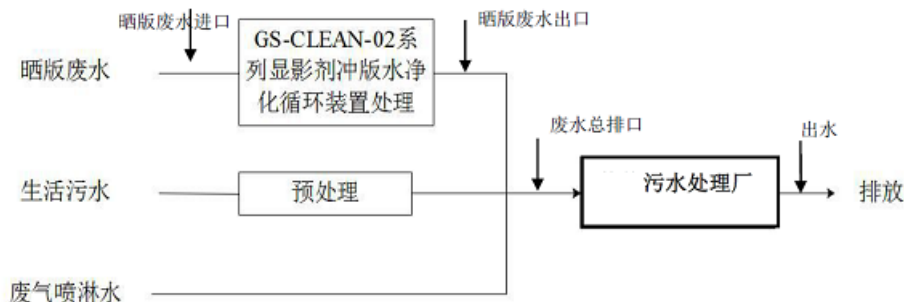 晒版废水进口
GS-CLEAN-02系
列显影剂冲版水净
化循环装置处理
晒版废水出口
晒版废水
废水总排口
出水
生活污水
预处理
污水处理厂
排放
废气喷淋水